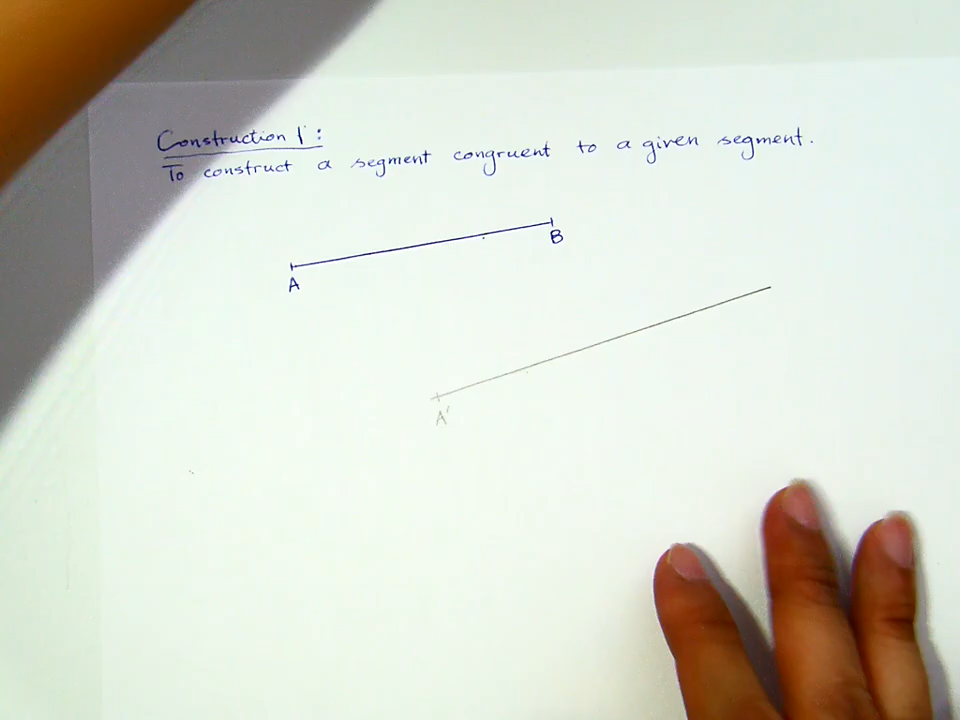 Construction 1:
To construct a segment congruent to a given segment.
A
B
A'